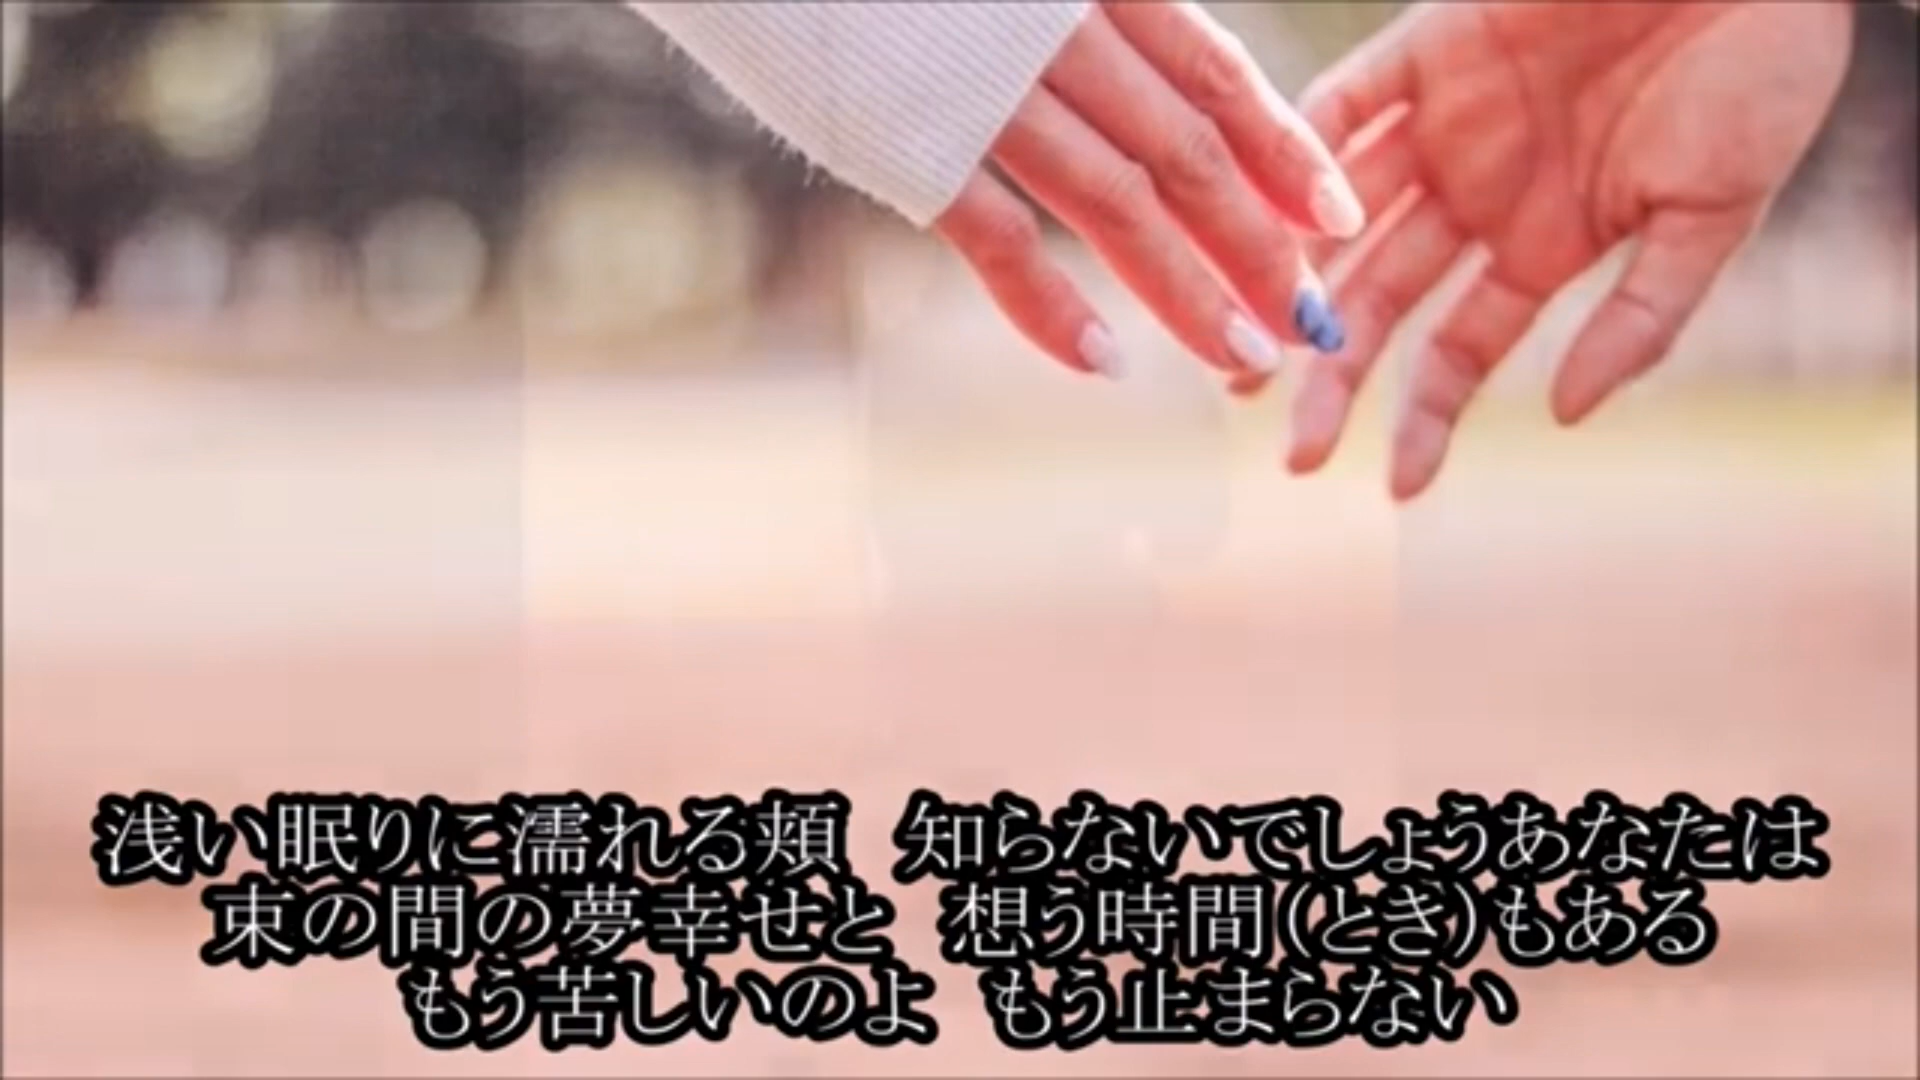 浅い眠りに濡れる頬　知らないでしょうあなたは
束の間の夢幸せと　想う時間(とき)もある
もう苦しいのよ　もう止まらない